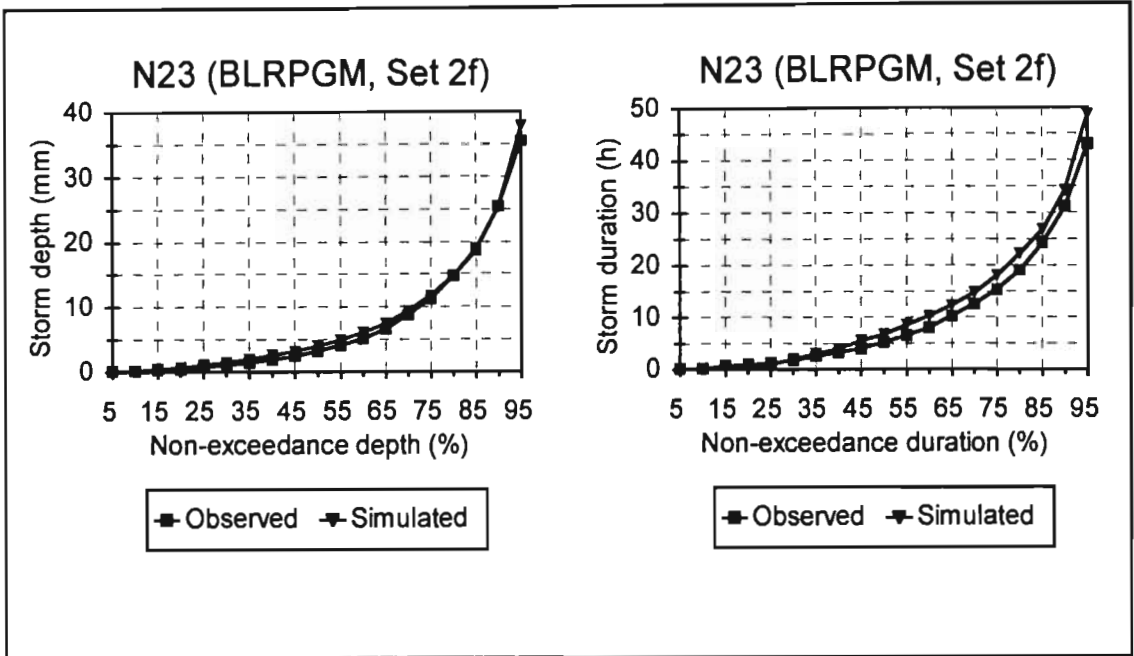 N23 (BLRPGM, Set 2f)
Storm depth (mm)
40
30
20
10
0
5 15 25 35 45 55 65 75 85 95
Non-exceedance depth (%)
Observed Simulated
N23 (BLRPGM, Set 2f)
Storm duration (h)
50
40
30
20
10
0
5 15 25 35 45 55 65 75 85 95
Non-exceedance duration (%)
Observed Simulated